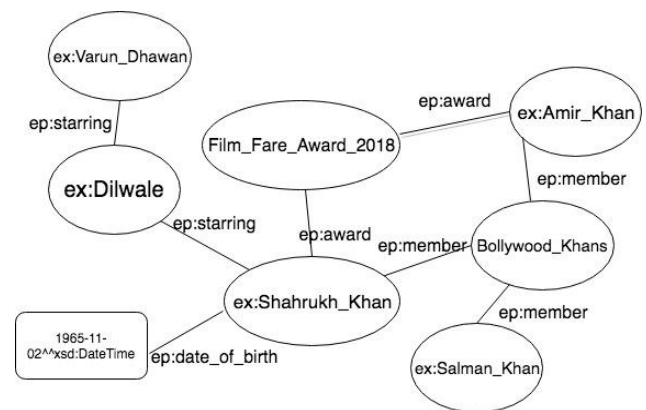 ex:Varun_Dhawan
ep:starring
ep:award
ex:Amir_Khan
Film_Fare_Award_2018
ep:member
ex:Dilwale
ep:starring
ep:award
ep:member
Bollywood_Khans
ex:Shahrukh_Khan
ep:member
1965-11-
02^^xsd:DateTime
ep:date_of_birth
ex:Salman_Khan